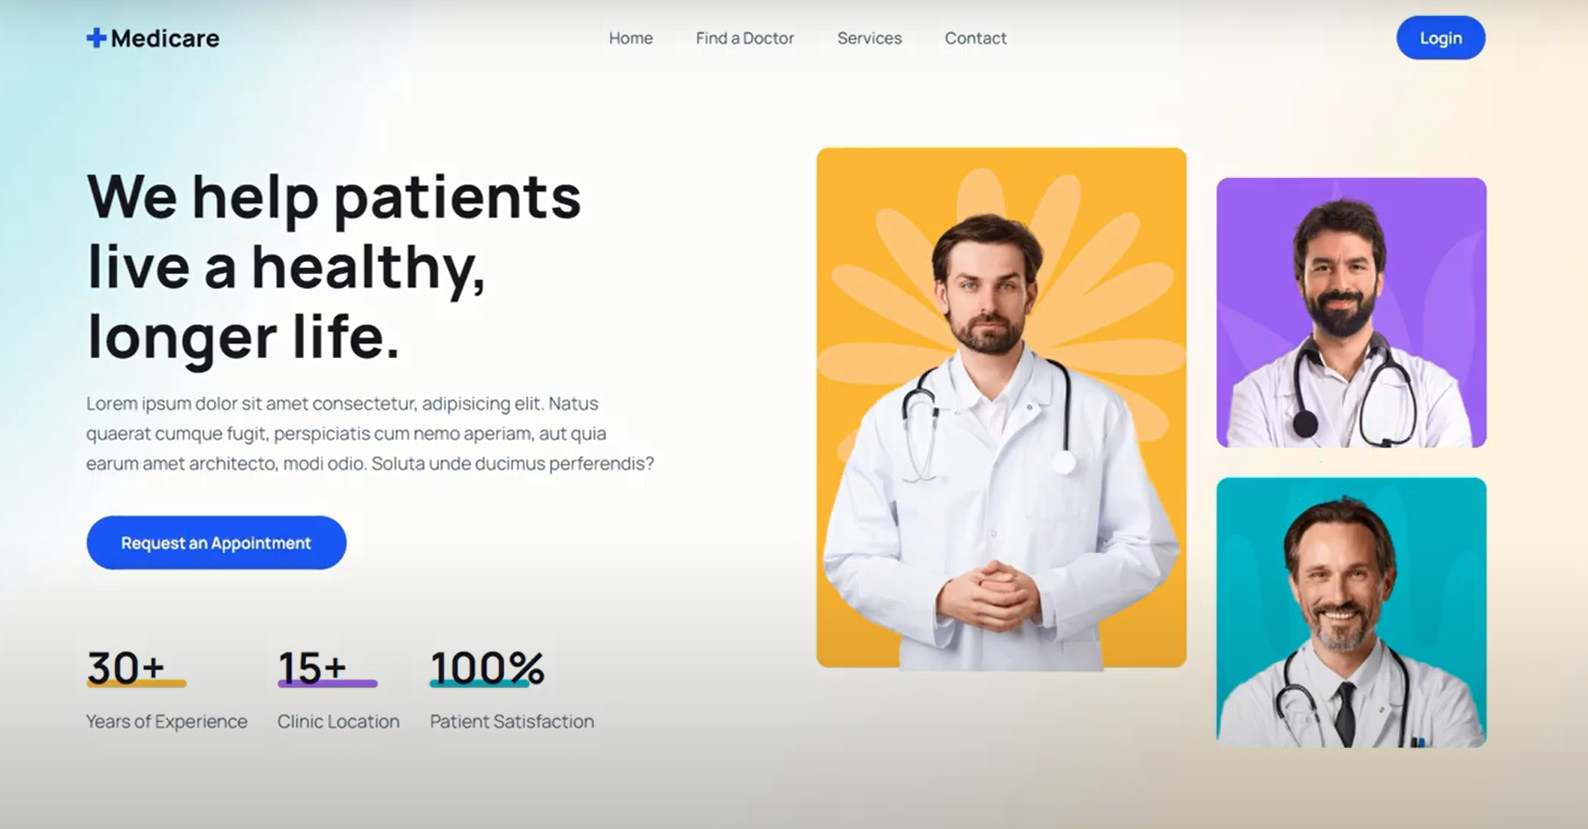 Medicare
Home
Find a Doctor
Services
Contact
Login
We help patients
live a healthy,
longer life.
Lorem ipsum dolor sit amet consectetur, adipisicing elit. Natus
quaerat cumque fugit, perspiciatis cum nemo aperiam, aut quia
earum amet architecto, modi odio. Soluta unde ducimus perferendis?
Request an Appointment
30+
Years of Experience
15+
Clinic Location
100%
Patient Satisfaction